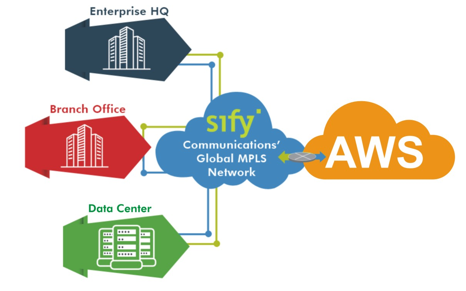 Enterprise HQ
Branch Office
Data Center
sify
Communications'
Global MPLS
Network
AWS